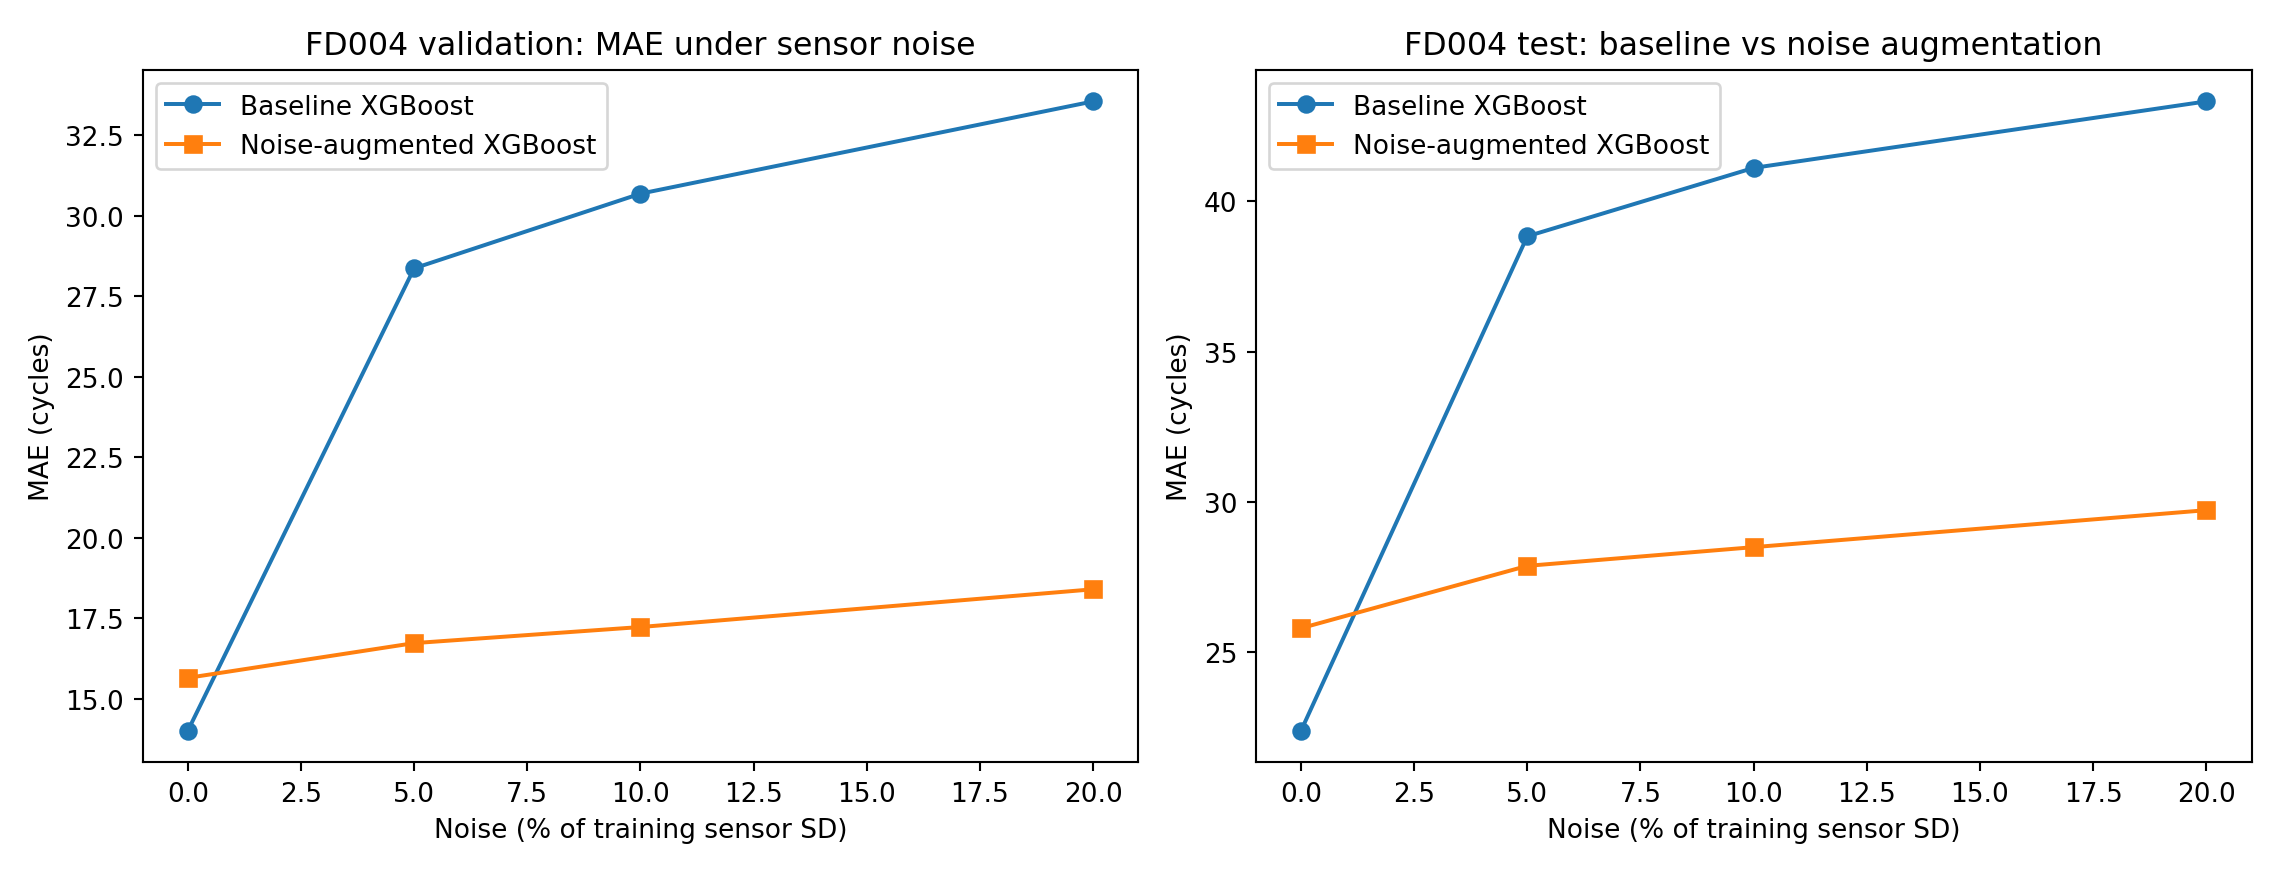 FD004 validation: MAE under sensor noise
Baseline XGBoost
Noise-augmented XGBoost
32.5
30.0
27.5
25.0
22.5
20.0
17.5
15.0
MAE (cycles)
0.0 2.5 5.0 7.5 10.0 12.5 15.0 17.5 20.0
Noise (% of training sensor SD)
FD004 test: baseline vs noise augmentation
Baseline XGBoost
Noise-augmented XGBoost
40
35
30
25
MAE (cycles)
0.0 2.5 5.0 7.5 10.0 12.5 15.0 17.5 20.0
Noise (% of training sensor SD)